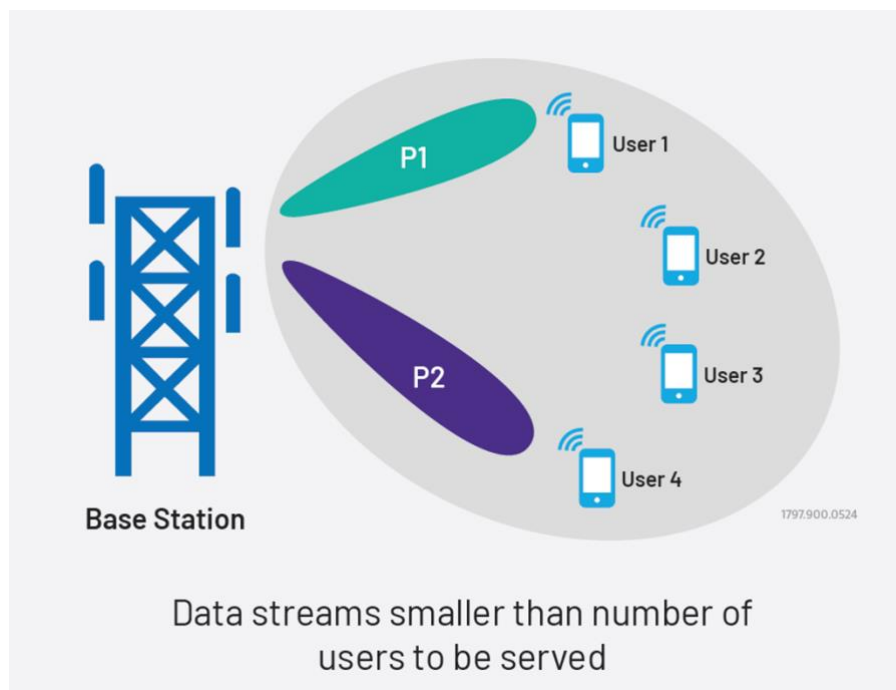 P1
User 1
User 2
P2
User 3
User 4
Base Station
1797.900.0524
Data streams smaller than number of
users to be served